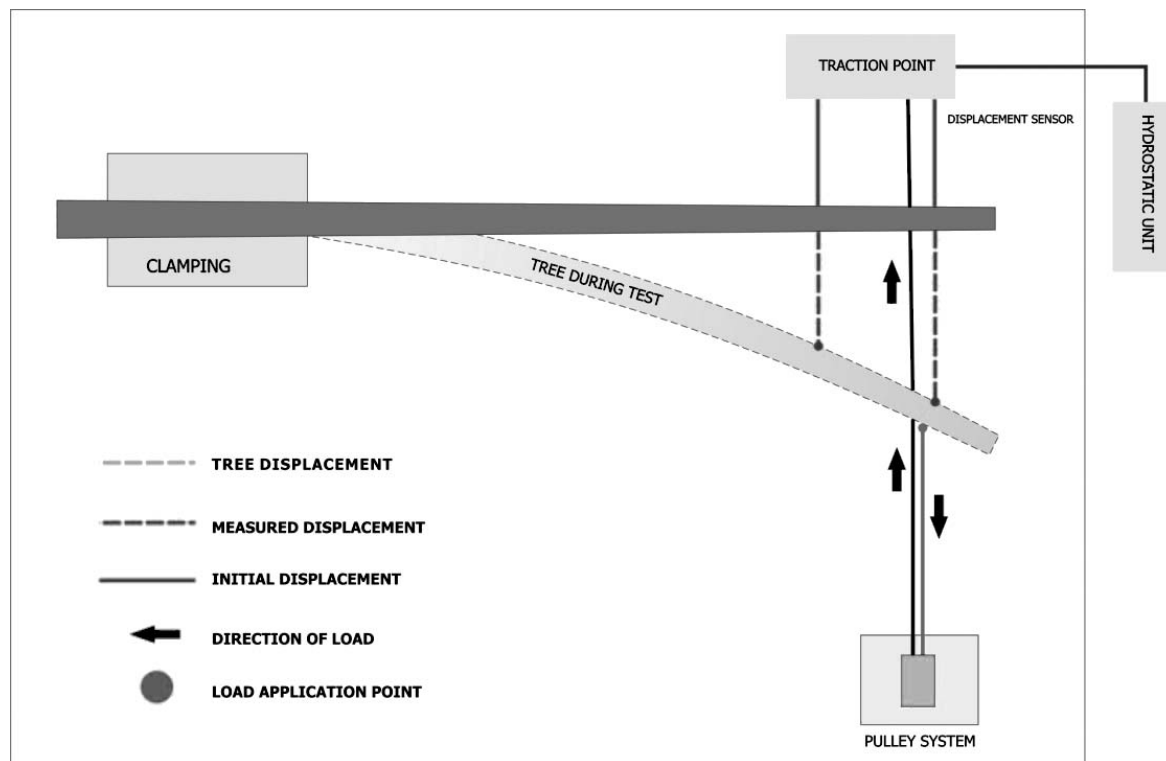 TRACTION POINT
DISPLACEMENT SENSOR
HYDROSTATIC UNIT
CLAMPING
TREE DURING TEST
TREE DISPLACEMENT
MEASURED DISPLACEMENT
INITIAL DISPLACEMENT
DIRECTION OF LOAD
LOAD APPLICATION POINT
PULLEY SYSTEM